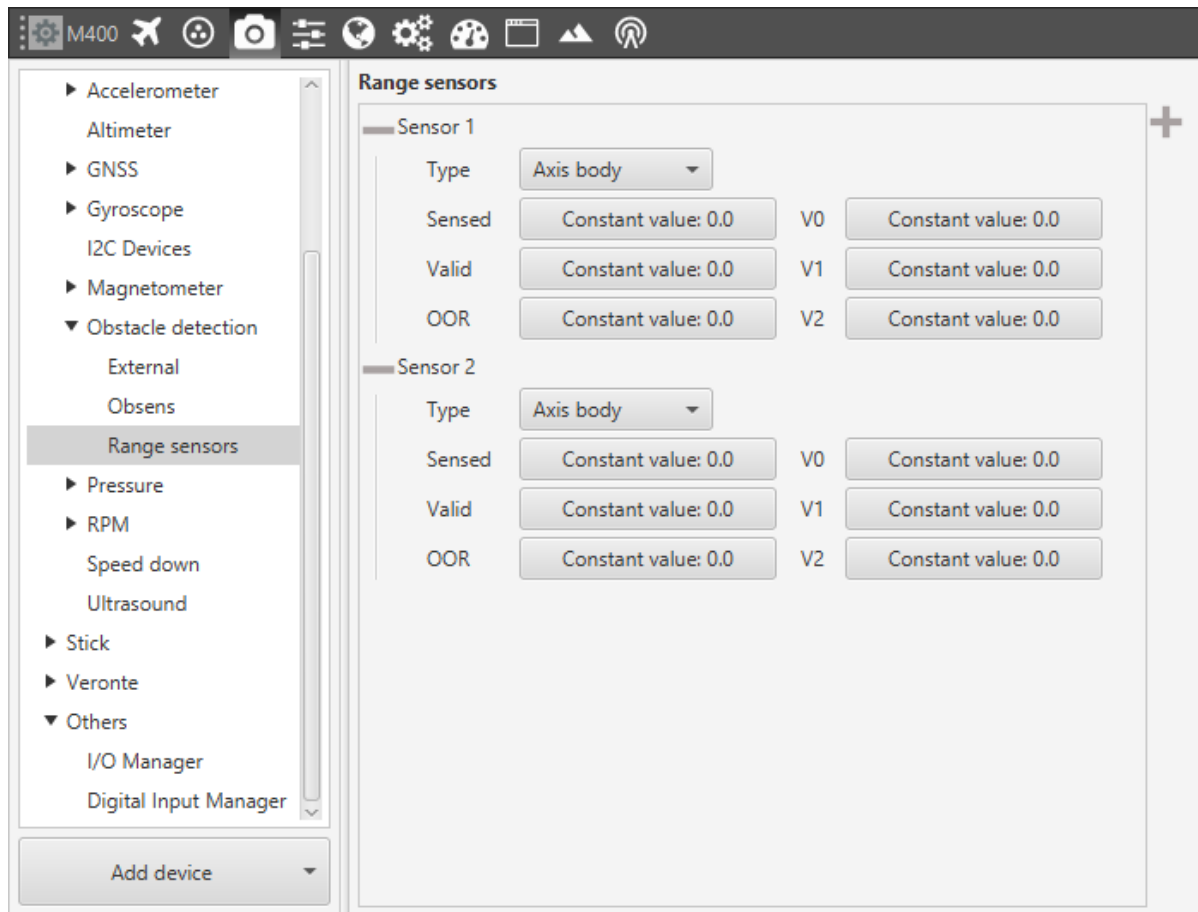 M400
Accelerometer
Altimeter
GNSS
Gyroscope
I2C Devices
Magnetometer
Obstacle detection
External
Obsens
Range sensors
Pressure
RPM
Speed down
Ultrasound
Stick
Veronte
Others
I/O Manager
Digital Input Manager
Add device
Range sensors
Sensor 1
Type Axis body
Sensed Constant value: 0.0 V0 Constant value: 0.0
Valid Constant value: 0.0 V1 Constant value: 0.0
OOR Constant value: 0.0 V2 Constant value: 0.0
Sensor 2
Type Axis body
Sensed Constant value: 0.0 V0 Constant value: 0.0
Valid Constant value: 0.0 V1 Constant value: 0.0
OOR Constant value: 0.0 V2 Constant value: 0.0